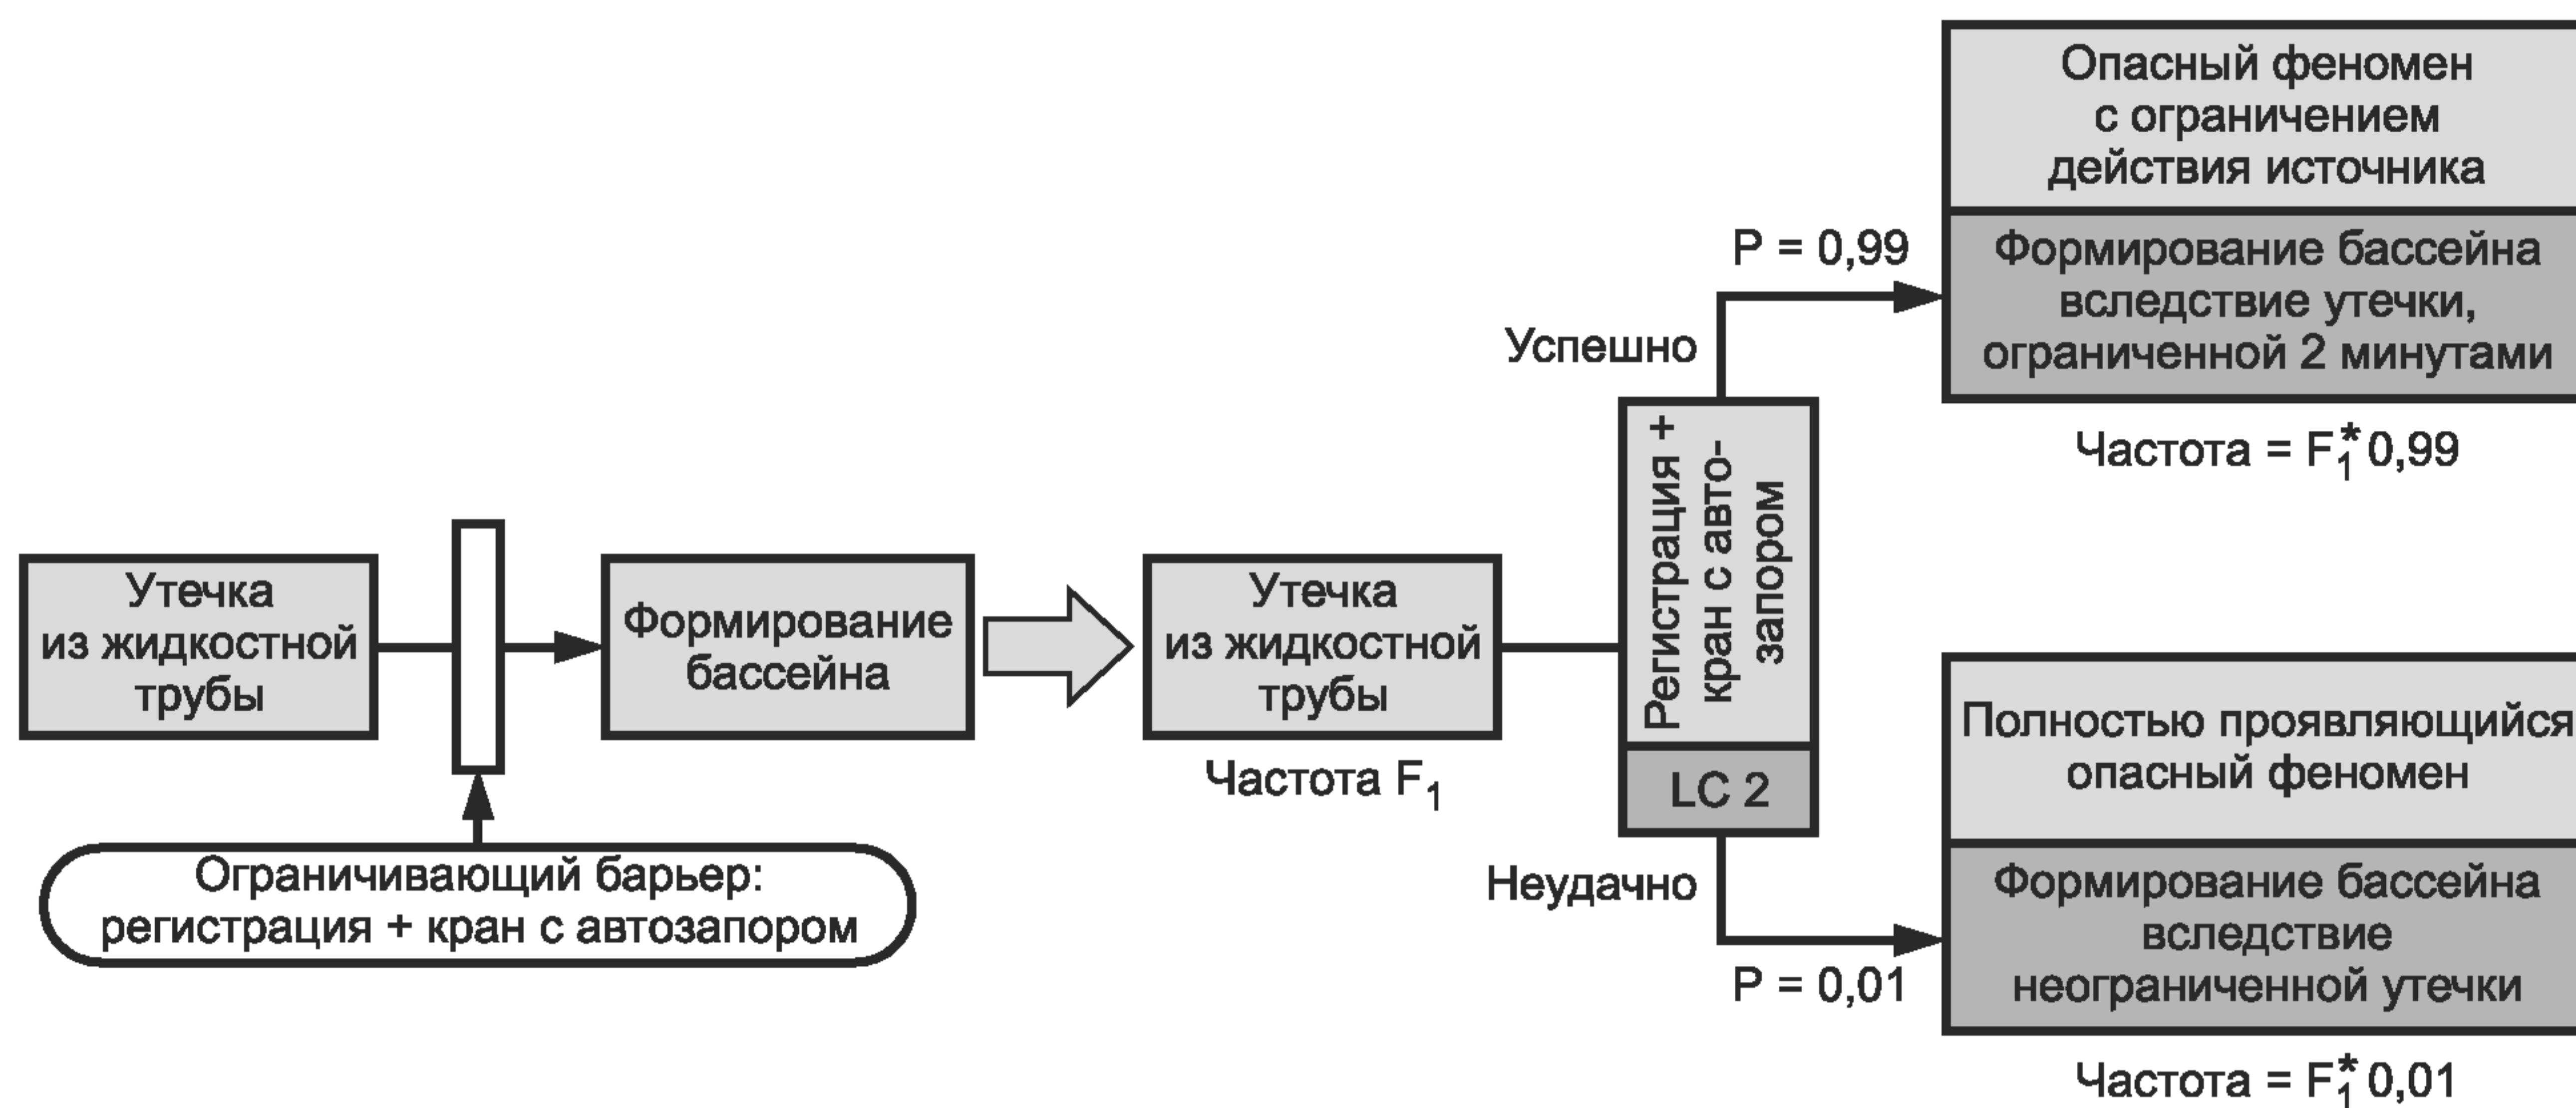 Утечка
из жидкостной
трубы
Формирование
бассейна
Ограничивающий барьер:
регистрация + кран с автозапором
Утечка
из жидкостной
трубы
Частота F₁
Регистрация +
кран с авто-
запором
LC 2
Успешно
P = 0,99
Опасный феномен
с ограничением
действия источника
Формирование бассейна
вследствие утечки,
ограниченной 2 минутами
Частота = F₁* 0,99
Неудачно
P = 0,01
Полностью проявляющийся
опасный феномен
Формирование бассейна
вследствие
неограниченной утечки
Частота = F₁* 0,01